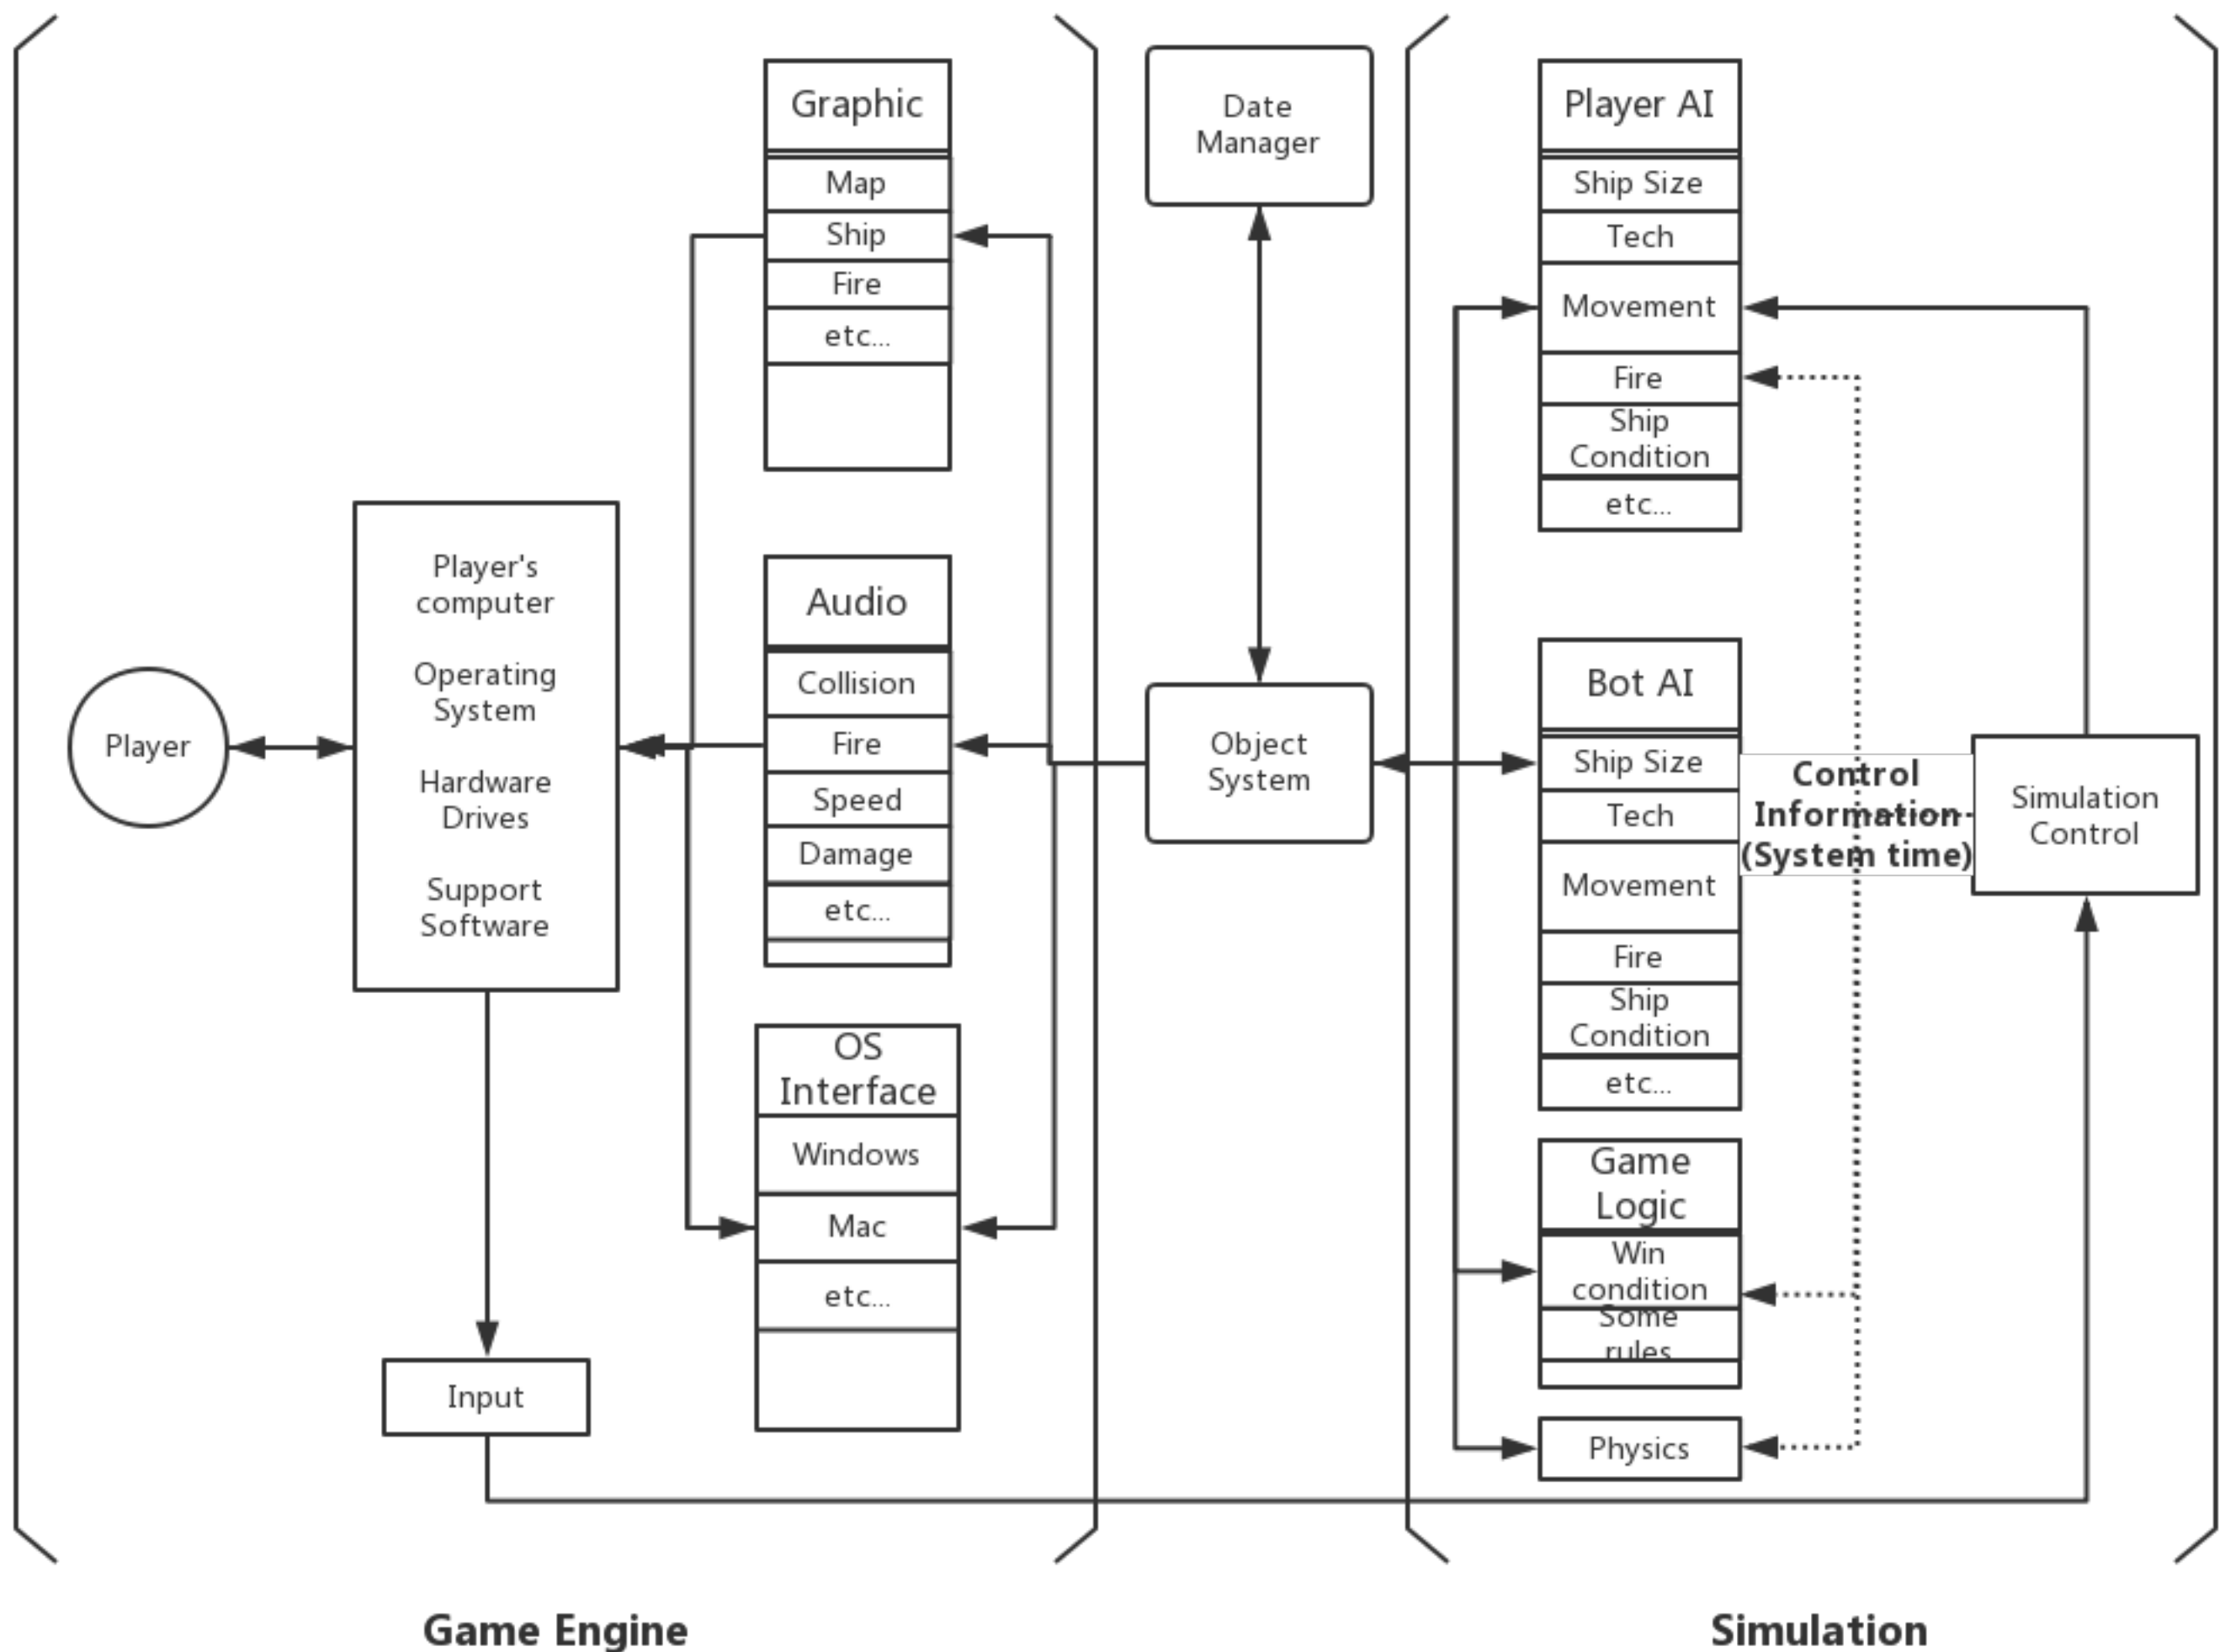 Graphic
Map
Ship
Fire
etc...
Player's
computer
Operating
System
Hardware
Drives
Support
Software
Player
Audio
Collision
Fire
Speed
Damage
etc...
OS
Interface
Windows
Mac
etc...
Input
Date
Manager
Object
System
Player AI
Ship Size
Tech
Movement
Fire
Ship
Condition
etc...
Bot AI
Ship Size
Tech
Movement
Fire
Ship
Condition
etc...
Control
Information
(System time)
Simulation
Control
Game
Logic
Win
condition
Some
rules
Physics
Game Engine
Simulation